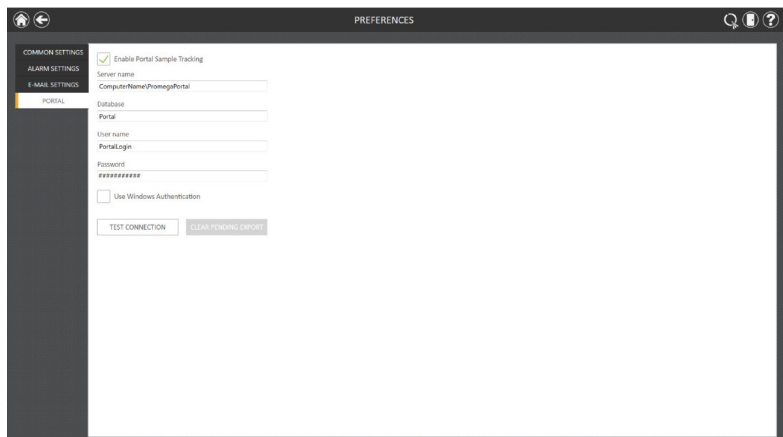 PREFERENCES
?
COMMON SETTINGS
ALARM SETTINGS
E-MAIL SETTINGS
PORTAL
Enable Portal Sample Tracking
Server name
ComputerName\PromegaPortal
Database
Portal
User name
PortalLogin
Password
###########
Use Windows Authentication
TEST CONNECTION
CLEAR PENDING EXPORT